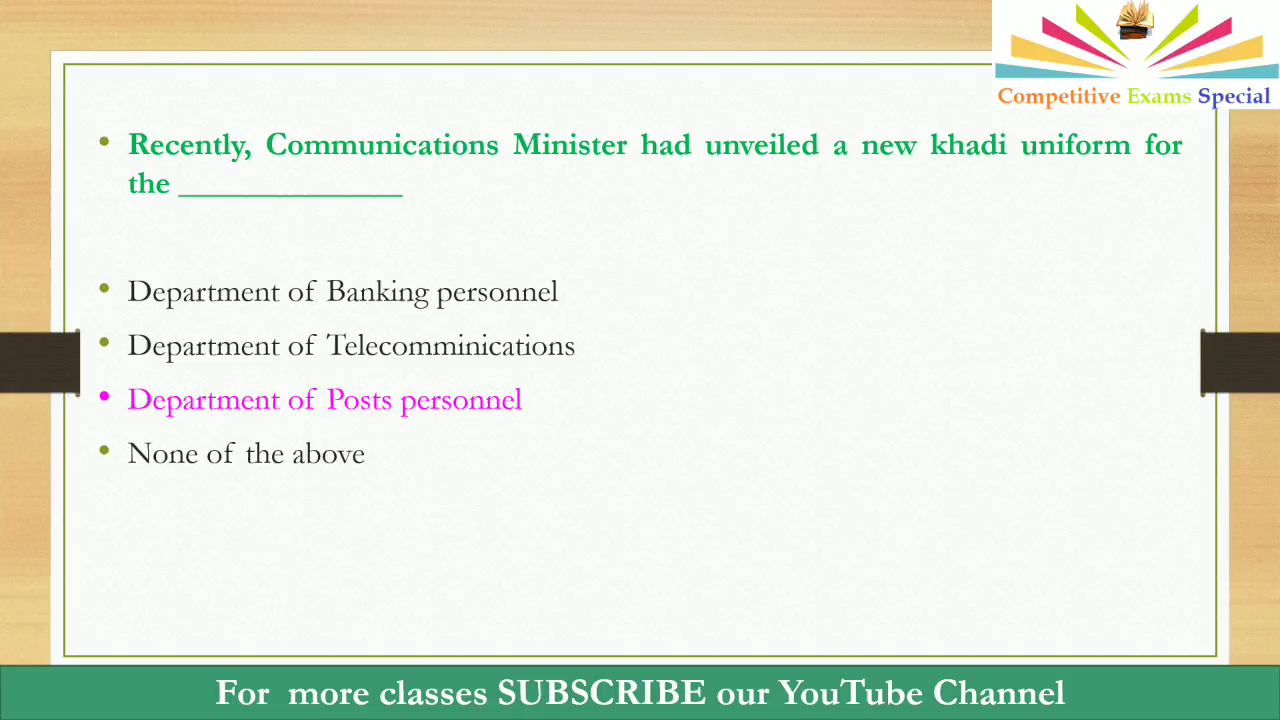 Competitive Exams Special
• Recently, Communications Minister had unveiled a new khadi uniform for
the _______________
• Department of Banking personnel
• Department of Telecomminications
• Department of Posts personnel
• None of the above
For more classes SUBSCRIBE our YouTube Channel